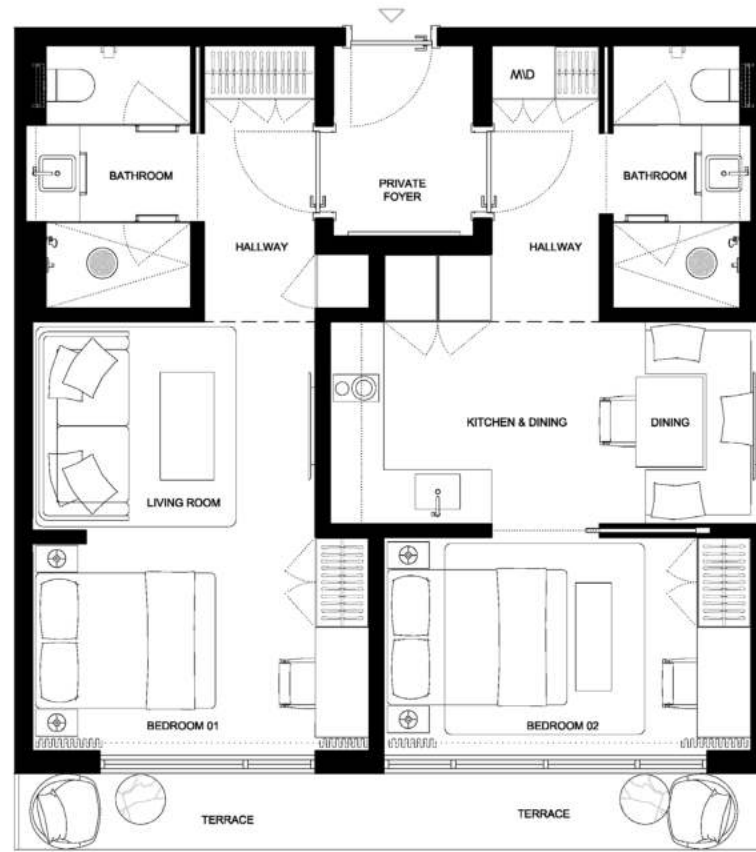 W\D
BATHROOM
PRIVATE
FOYER
BATHROOM
HALLWAY
HALLWAY
KITCHEN & DINING
DINING
LIVING ROOM
BEDROOM 01
BEDROOM 02
TERRACE
TERRACE